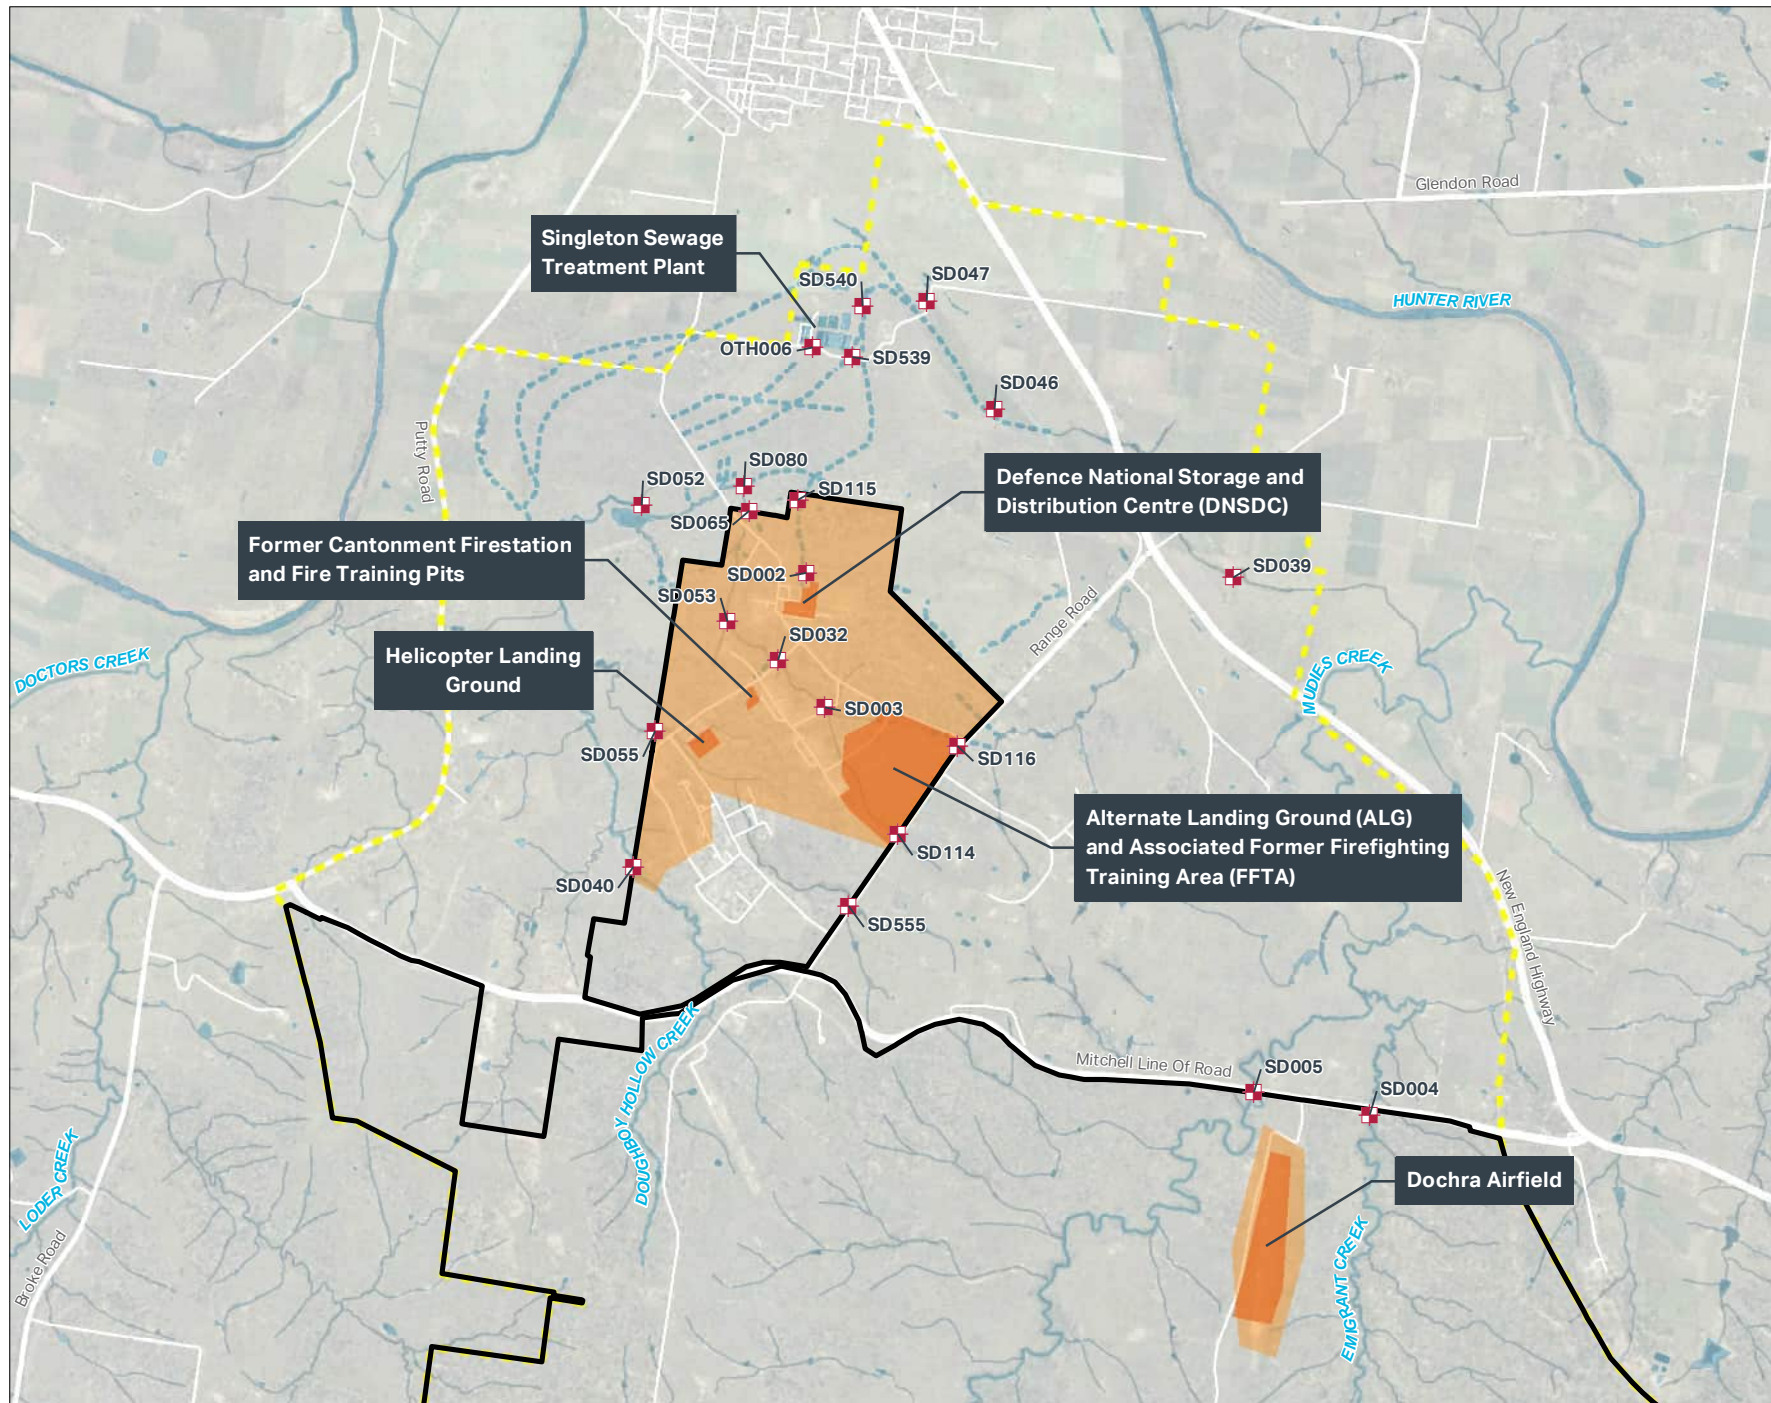 Glendon Road
Singleton Sewage
Treatment Plant
SD540
SD047
HUNTER RIVER
OTH006
SD539
SD046
Putty Road
SD080
SD052
SD115
SD065
Defence National Storage and
Distribution Centre (DNSDC)
Former Cantonment Firestation
and Fire Training Pits
SD002
SD039
SD053
Range Road
SD032
DOCTORS CREEK
Helicopter Landing
Ground
MUDIES CREEK
SD003
SD055
SD116
Alternate Landing Ground (ALG)
and Associated Former Firefighting
Training Area (FFTA)
SD114
SD040
SD555
New England Highway
DOUGHBOY HOLLOW CREEK
Mitchell Line Of Road
SD005
SD004
LODER CREEK
Dochra Airfield
Broke Road
EMIGRANT CREEK